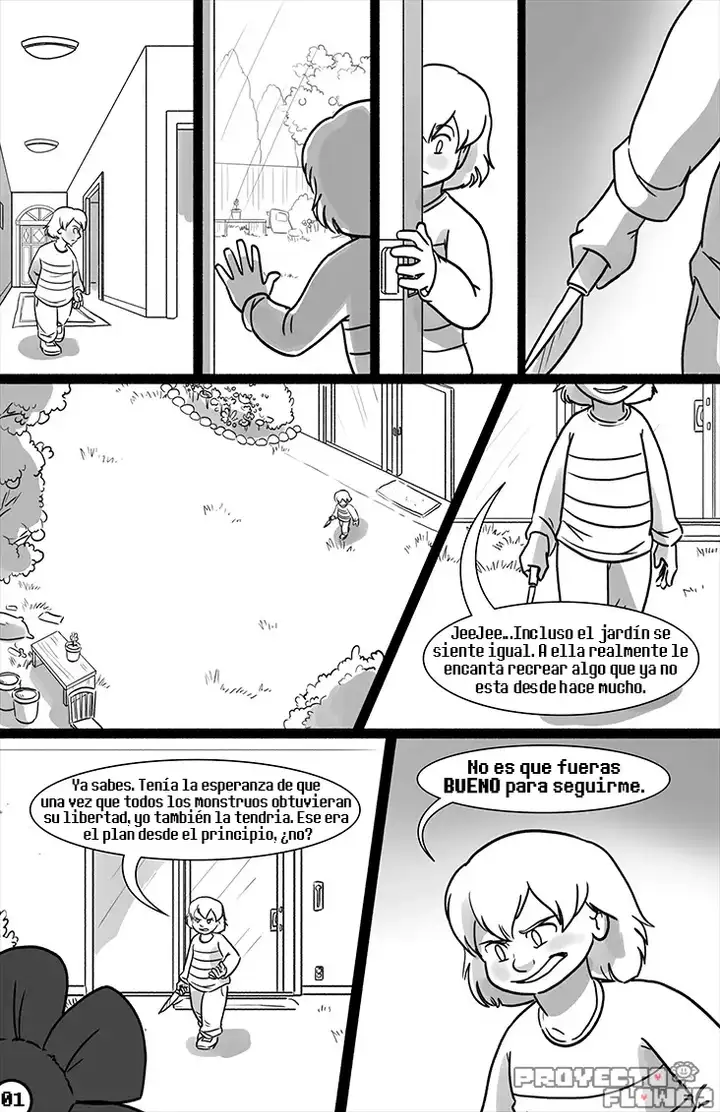 JeeJee...Incluso el jardín se
siente igual. A ella realmente le
encanta recrear algo que ya no
esta desde hace mucho.
Ya sabes. Tenía la esperanza de que
una vez que todos los monstruos obtuvieran
su libertad, yo también la tendria. Ese era
el plan desde el principio, ¿no?
No es que fueras
BUENO para seguirme.
01
PROYECTO
FLOWER